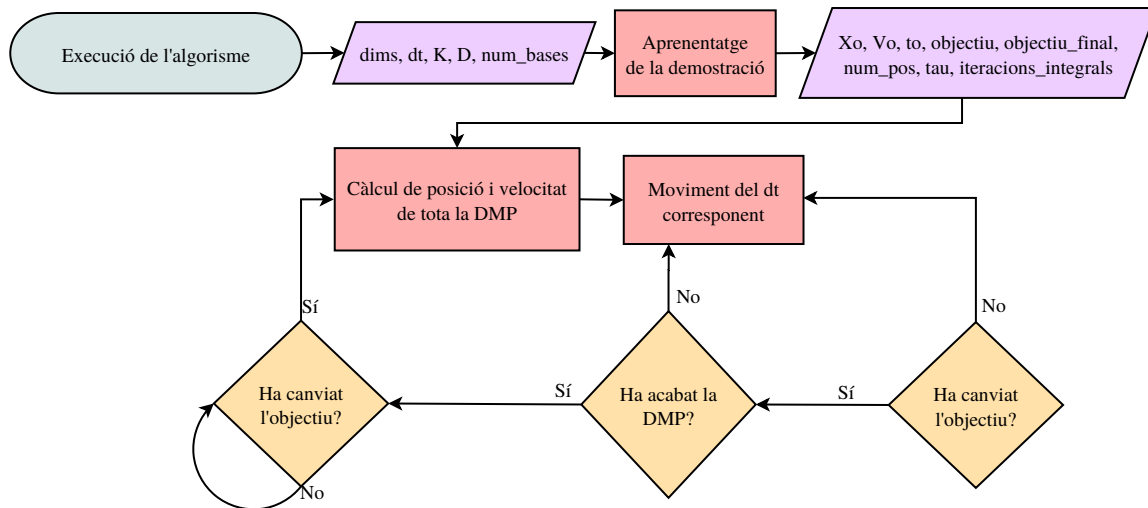 Execució de l'algorisme
dims, dt, K, D, num_bases
Aprenentatge
de la demostració
Xo, Vo, to, objectiu, objectiu_final,
num_pos, tau, iteracions_integrals
Càlcul de posició i velocitat
de tota la DMP
Moviment del dt
corresponent
Sí
No
No
Ha canviat
l'objectiu?
Sí
Ha acabat la
DMP?
Sí
Ha canviat
l'objectiu?
No